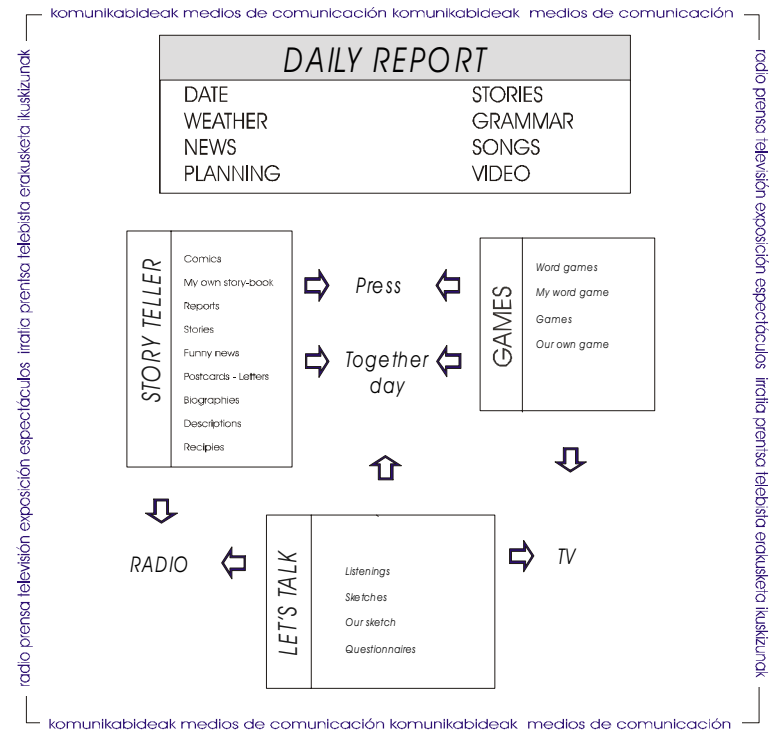 komunikabideak medios de comunicación komunikabideak medios de comunicación
DAILY REPORT
DATE
WEATHER
NEWS
PLANNING
STORIES
GRAMMAR
SONGS
VIDEO
STORY TELLER
Comics
My own story-book
Reports
Stories
Funny news
Postcards - Letters
Biographies
Descriptions
Recipies
Press
Together
day
GAMES
Word games
My word game
Games
Our own game
RADIO
LET'S TALK
Listenings
Sketches
Our sketch
Questionnaires
TV
radio prensa televisión exposición espectáculos irratia prentsa telebista erakusketa ikuskizunak
radio prensa televisión exposición espectáculos irratia prentsa telebista erakusketa ikuskizunak
komunikabideak medios de comunicación komunikabideak medios de comunicación